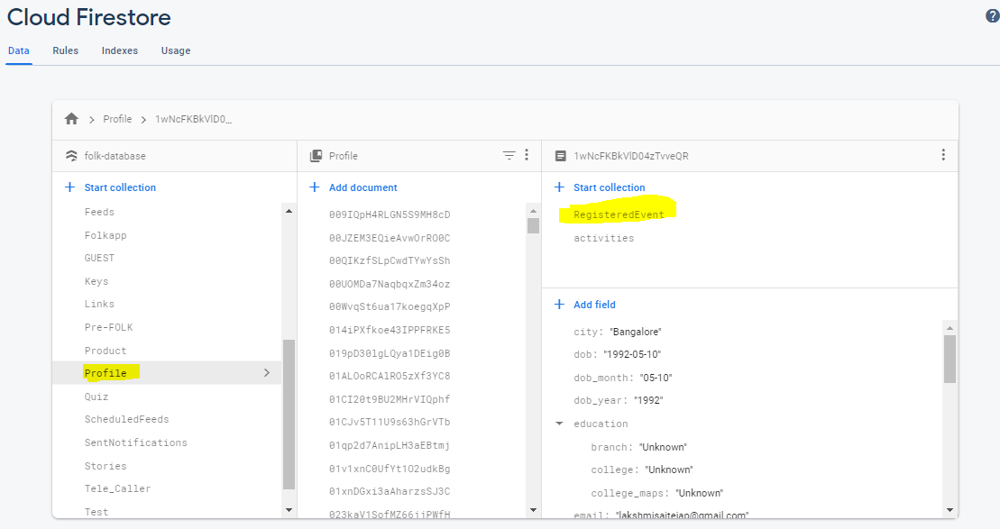 Cloud Firestore
?
Data Rules Indexes Usage
Profile 1wNcFKBkVlD0…
folk-database
Start collection
Feeds
Folkapp
GUEST
Keys
Links
Pre-FOLK
Product
Profile
Quiz
ScheduledFeeds
SentNotifications
Stories
Tele_Caller
Test
Profile
Add document
009IQpH4RLGN5S9MH8cD
00JZEM3EQieAvwOrRO0C
00QIKzfSLpCwdTYwYsSh
00UOMDa7NaqbqxZm34oz
00WvqSt6ua17koegqXpP
014iPXfkoe43IPPFRKE5
019pD30lgLQya1DEig0B
01ALOoRCAlRO5zXf3YC8
01CI20t9BU2MHrVIQphf
01CJv5T11U9s63hGrVTb
01qp2d7AnipLH3aEBtmj
01v1xnC0UfYt1O2udkBg
01xnDGxi3aAharzsSJ3C
023kaV1SofMZ66jiPWfH
1wNcFKBkVlD04zTvveQR
Start collection
RegisteredEvent
activities
Add field
city: "Bangalore"
dob: "1992-05-10"
dob_month: "05-10"
dob_year: "1992"
education
branch: "Unknown"
college: "Unknown"
college_maps: "Unknown"
email: "lakshmisaitejap@gmail.com"